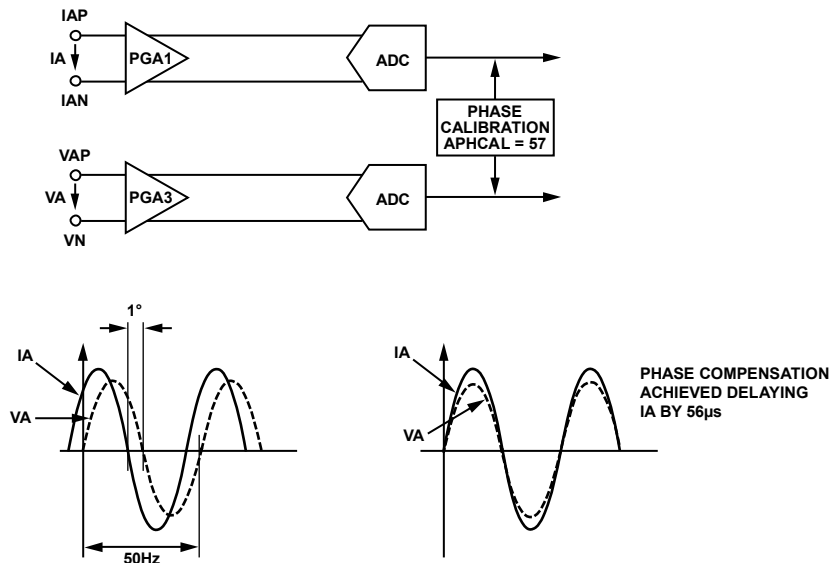 IAP
IA
IAN
PGA1
ADC
PHASE
CALIBRATION
APHCAL = 57
VAP
VA
VN
PGA3
ADC
1°
IA
VA
50Hz
IA
VA
PHASE COMPENSATION
ACHIEVED DELAYING
IA BY 56µs